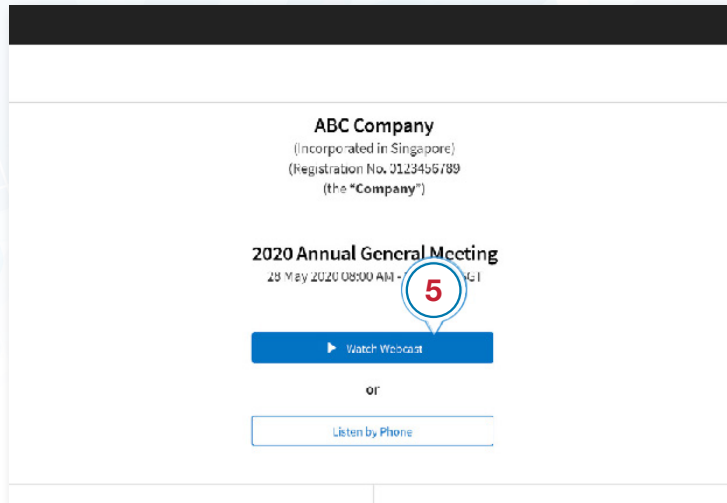 ABC Company
(Incorporated in Singapore)
(Registration No. 0123456789
(the "Company")
2020 Annual General Meeting
28 May 2020 08:00 AM - SGT
5
Watch Webcast
or
Listen by Phone